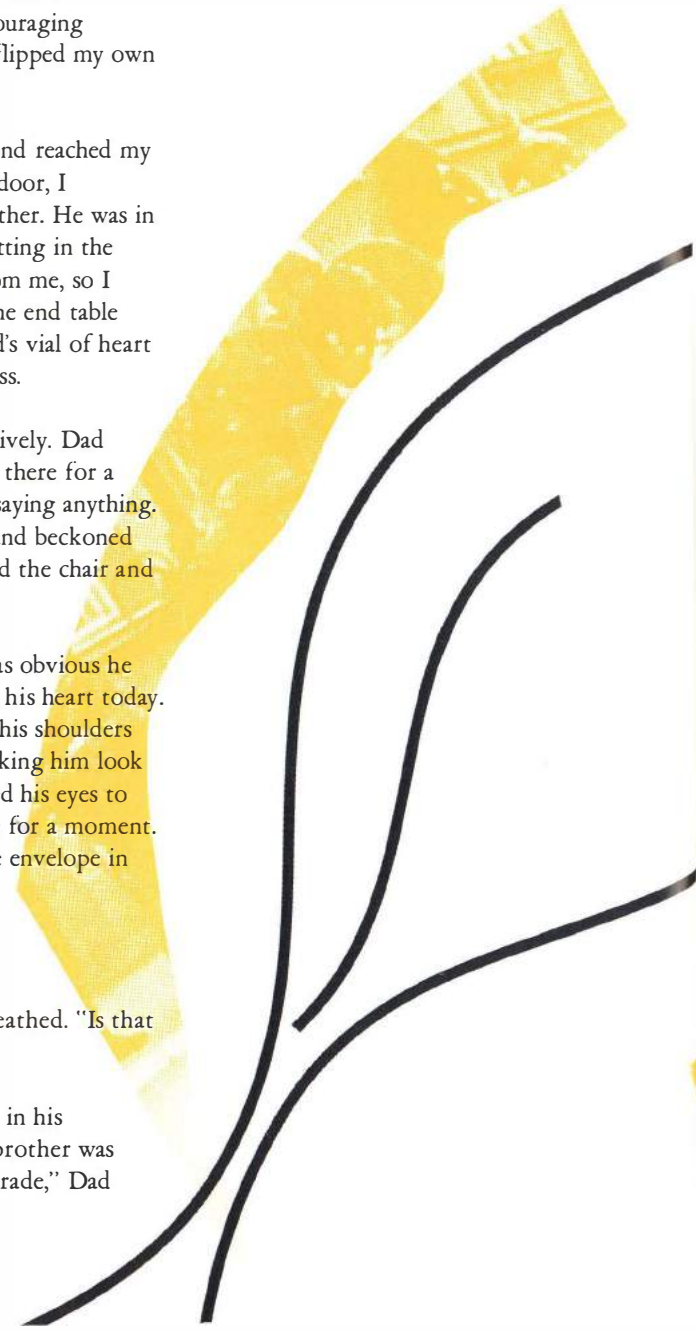 ouraging
flipped my own
nd reached my
door, I
ther. He was in
tting in the
om me, so I
ne end table
d's vial of heart
ss.
ively. Dad
there for a
saying anything.
nd beckoned
d the chair and
as obvious he
his heart today.
his shoulders
king him look
d his eyes to
for a moment.
e envelope in
eathed. "Is that
in his
brother was
rade," Dad